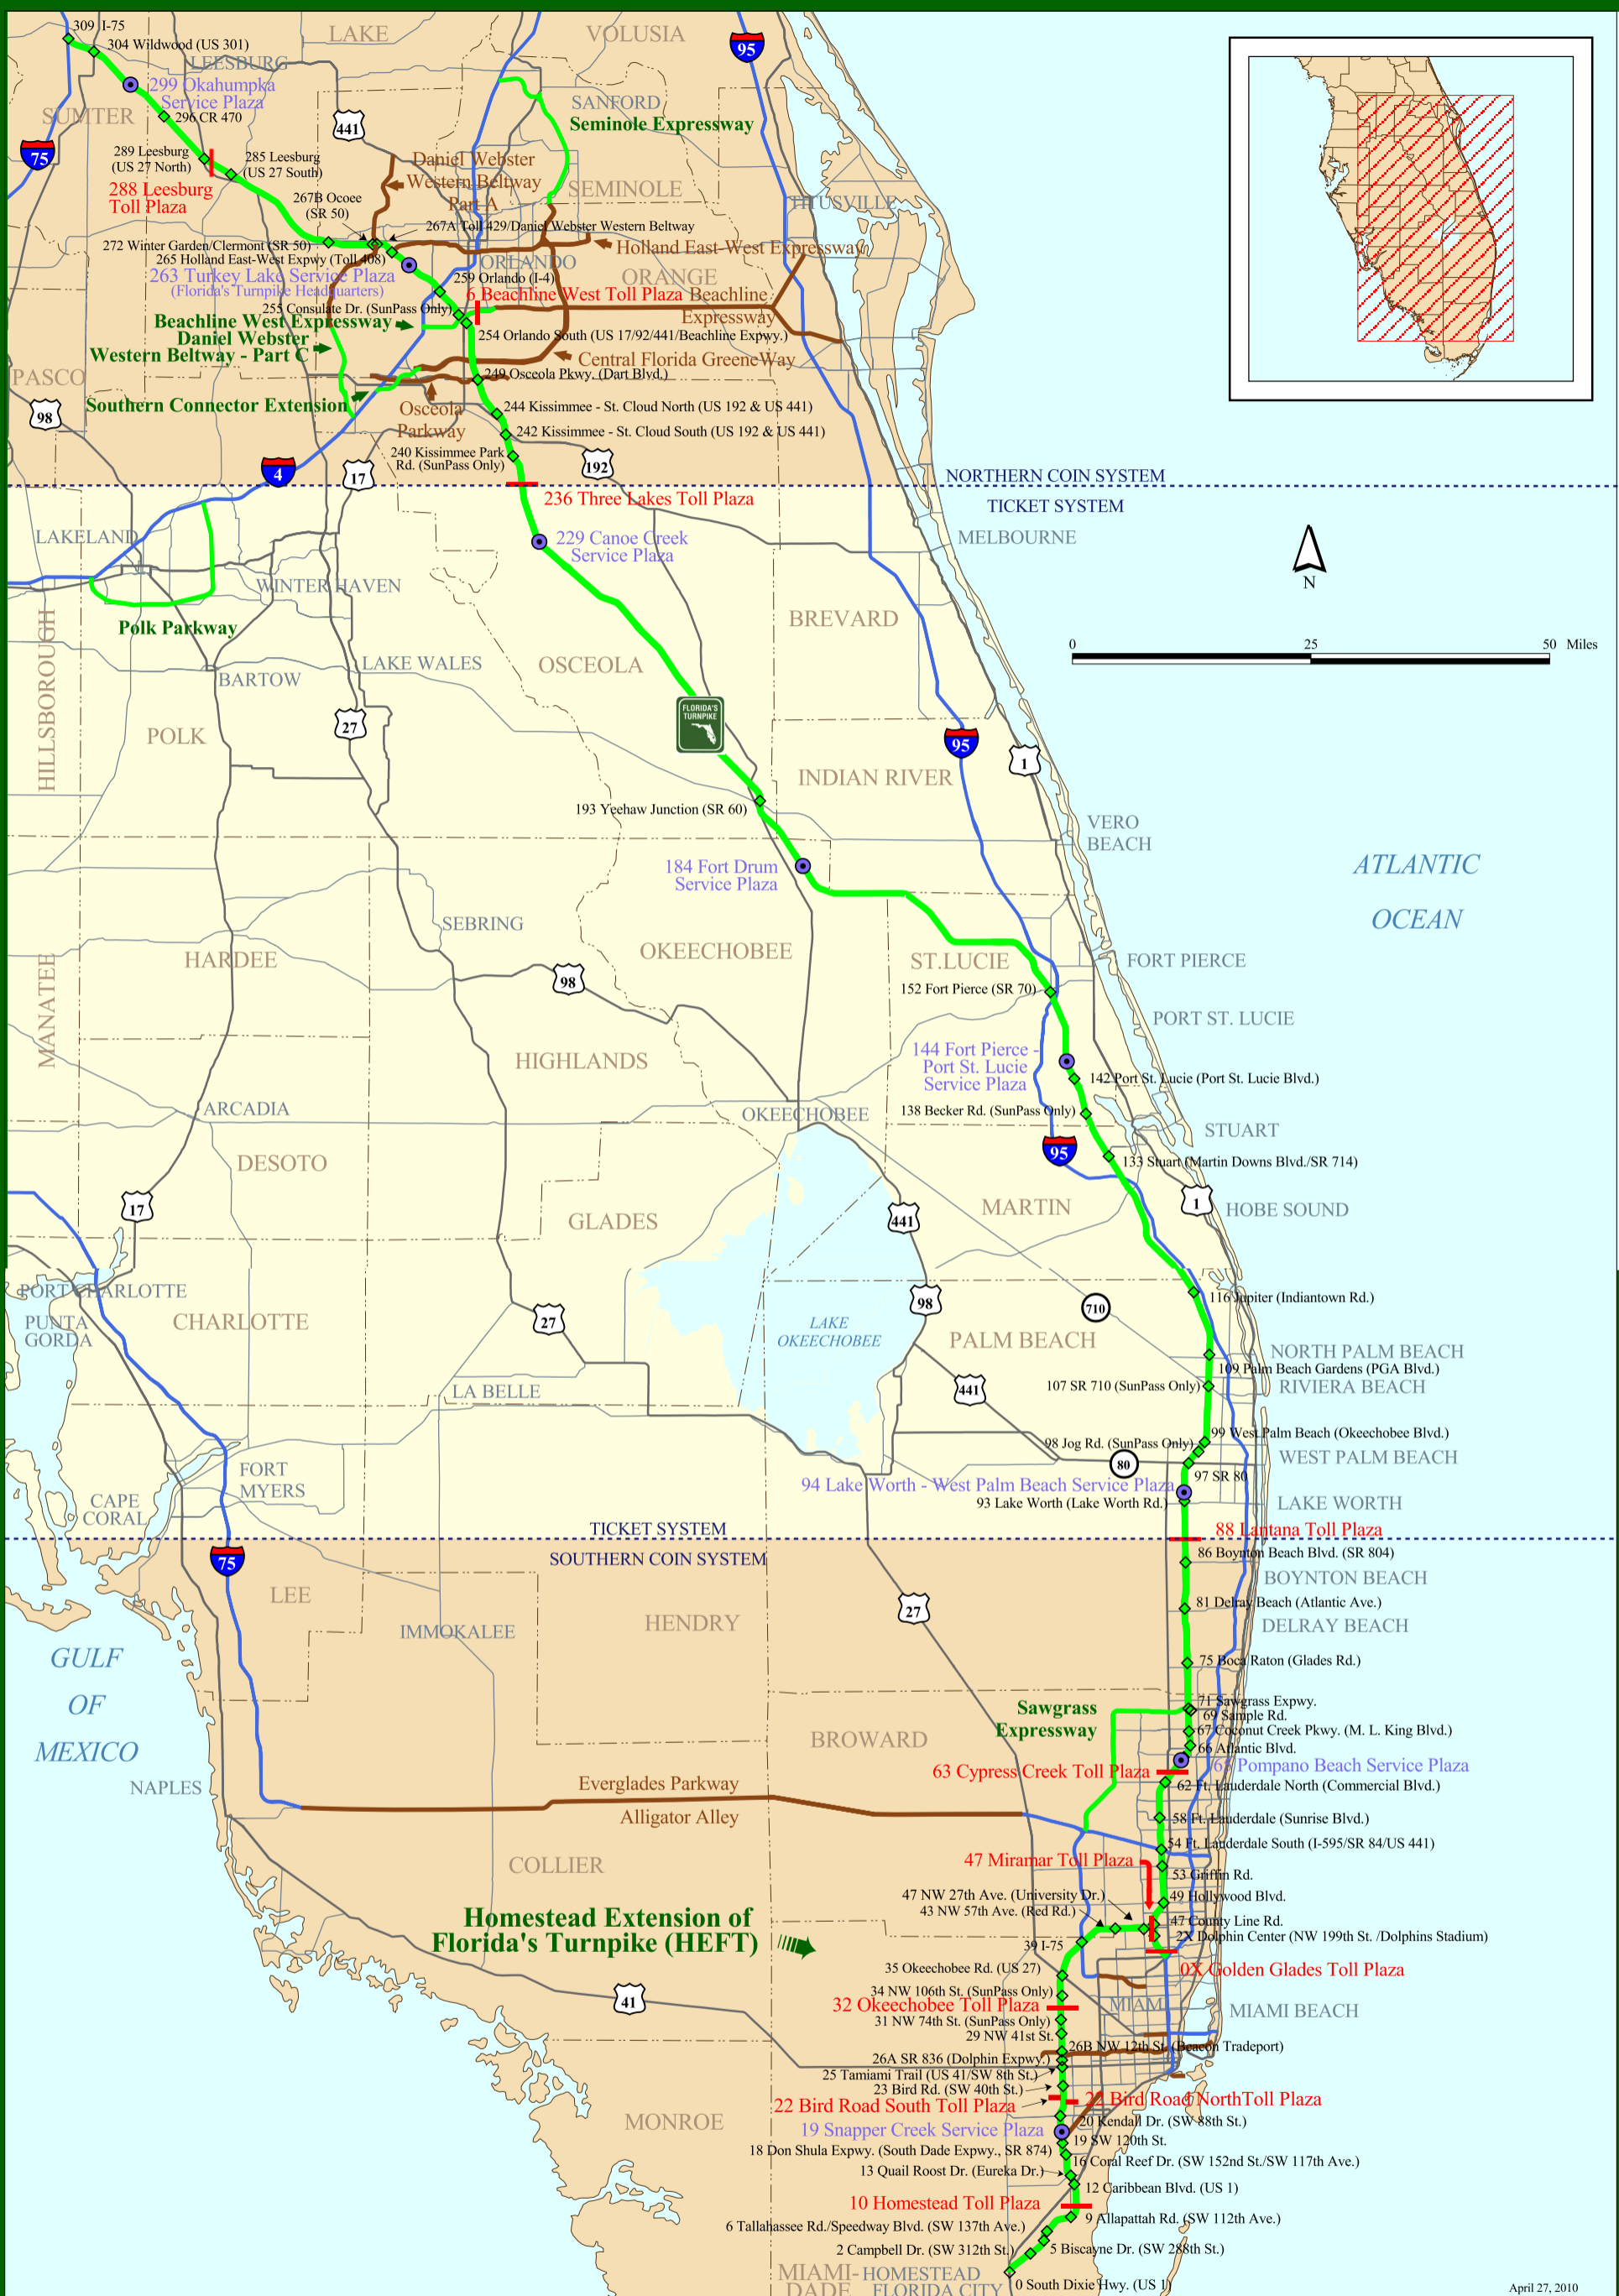 309 I-75
304 Wildwood (US 301)
LEESBURG
299 Okahumpka
Service Plaza
SUMTER
296 CR 470
75
289 Leesburg
(US 27 North)
285 Leesburg
(US 27 South)
288 Leesburg
Toll Plaza
LAKE
VOLUSIA
95
441
SANFORD
Seminole Expressway
Daniel Webster
Western Beltway
Part A
SEMINOLE
TITUSVILLE
267B Ocoee
(SR 50)
267A Toll 429/Daniel Webster Western Beltway
272 Winter Garden/Clermont (SR 50)
265 Holland East-West Expwy (Toll 408)
Holland East-West Expressway
263 Turkey Lake Service Plaza
(Florida's Turnpike Headquarters)
ORLANDO
ORANGE
259 Orlando (I-4)
6 Beachline West Toll Plaza
Beachline
Expressway
255 Consulate Dr. (SunPass Only)
Beachline West Expressway
254 Orlando South (US 17/92/441/Beachline Expwy.)
Daniel Webster
Western Beltway - Part C
Central Florida GreeneWay
PASCO
249 Osceola Pkwy. (Dart Blvd.)
98
Southern Connector Extension
Osceola
Parkway
244 Kissimmee - St. Cloud North (US 192 & US 441)
242 Kissimmee - St. Cloud South (US 192 & US 441)
240 Kissimmee Park
Rd. (SunPass Only)
4
17
192
NORTHERN COIN SYSTEM
TICKET SYSTEM
236 Three Lakes Toll Plaza
229 Canoe Creek
Service Plaza
MELBOURNE
N
LAKELAND
WINTER HAVEN
Polk Parkway
HILLSBOROUGH
BREVARD
0
25
50 Miles
LAKE WALES
OSCEOLA
BARTOW
POLK
27
FLORIDA'S
TURNPIKE
95
1
INDIAN RIVER
193 Yeehaw Junction (SR 60)
VERO
BEACH
184 Fort Drum
Service Plaza
ATLANTIC
OCEAN
SEBRING
HARDEE
OKEECHOBEE
ST.LUCIE
FORT PIERCE
MANATEE
98
152 Fort Pierce (SR 70)
PORT ST. LUCIE
HIGHLANDS
144 Fort Pierce -
Port St. Lucie
Service Plaza
142 Port St. Lucie (Port St. Lucie Blvd.)
ARCADIA
OKEECHOBEE
138 Becker Rd. (SunPass Only)
STUART
95
133 Stuart (Martin Downs Blvd./SR 714)
DESOTO
17
GLADES
441
MARTIN
1
HOBE SOUND
PORT CHARLOTTE
PUNTA
GORDA
CHARLOTTE
27
98
710
116 Jupiter (Indiantown Rd.)
LAKE
OKEECHOBEE
PALM BEACH
NORTH PALM BEACH
109 Palm Beach Gardens (PGA Blvd.)
LA BELLE
441
107 SR 710 (SunPass Only)
RIVIERA BEACH
99 West Palm Beach (Okeechobee Blvd.)
98 Jog Rd. (SunPass Only)
WEST PALM BEACH
80
97 SR 80
FORT
MYERS
94 Lake Worth - West Palm Beach Service Plaza
93 Lake Worth (Lake Worth Rd.)
LAKE WORTH
CAPE
CORAL
TICKET SYSTEM
SOUTHERN COIN SYSTEM
88 Lantana Toll Plaza
86 Boynton Beach Blvd. (SR 804)
75
BOYNTON BEACH
LEE
27
81 Delray Beach (Atlantic Ave.)
HENDRY
DELRAY BEACH
IMMOKALEE
GULF
OF
MEXICO
75 Boca Raton (Glades Rd.)
Sawgrass
Expressway
71 Sawgrass Expwy.
69 Sample Rd.
67 Coconut Creek Pkwy. (M. L. King Blvd.)
66 Atlantic Blvd.
BROWARD
65 Pompano Beach Service Plaza
63 Cypress Creek Toll Plaza
62 Ft. Lauderdale North (Commercial Blvd.)
NAPLES
Everglades Parkway
Alligator Alley
58 Ft. Lauderdale (Sunrise Blvd.)
54 Ft. Lauderdale South (I-595/SR 84/US 441)
COLLIER
47 Miramar Toll Plaza
53 Griffin Rd.
47 NW 27th Ave. (University Dr.)
49 Hollywood Blvd.
43 NW 57th Ave. (Red Rd.)
47 County Line Rd.
Homestead Extension of
Florida's Turnpike (HEFT)
39 I-75
2X Dolphin Center (NW 199th St. /Dolphins Stadium)
35 Okeechobee Rd. (US 27)
0X Golden Glades Toll Plaza
34 NW 106th St. (SunPass Only)
41
32 Okeechobee Toll Plaza
MIAMI
MIAMI BEACH
31 NW 74th St. (SunPass Only)
29 NW 41st St.
26B NW 12th St. (Beacon Tradeport)
26A SR 836 (Dolphin Expwy.)
25 Tamiami Trail (US 41/SW 8th St.)
23 Bird Rd. (SW 40th St.)
22 Bird Road South Toll Plaza
22 Bird Road NorthToll Plaza
MONROE
20 Kendall Dr. (SW 88th St.)
19 Snapper Creek Service Plaza
19 SW 120th St.
18 Don Shula Expwy. (South Dade Expwy., SR 874)
16 Coral Reef Dr. (SW 152nd St./SW 117th Ave.)
13 Quail Roost Dr. (Eureka Dr.)
12 Caribbean Blvd. (US 1)
10 Homestead Toll Plaza
9 Allapattah Rd. (SW 112th Ave.)
6 Tallahassee Rd./Speedway Blvd. (SW 137th Ave.)
2 Campbell Dr. (SW 312th St.)
5 Biscayne Dr. (SW 288th St.)
MIAMI-
DADE
HOMESTEAD
FLORIDA CITY
0 South Dixie Hwy. (US 1)
April 27, 2010